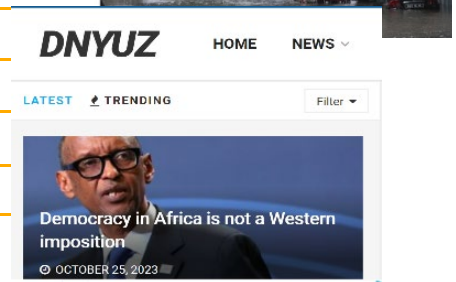 DNYUZ
HOME NEWS
LATEST TRENDING Filter
Democracy in Africa is not a Western
imposition
OCTOBER 25, 2023